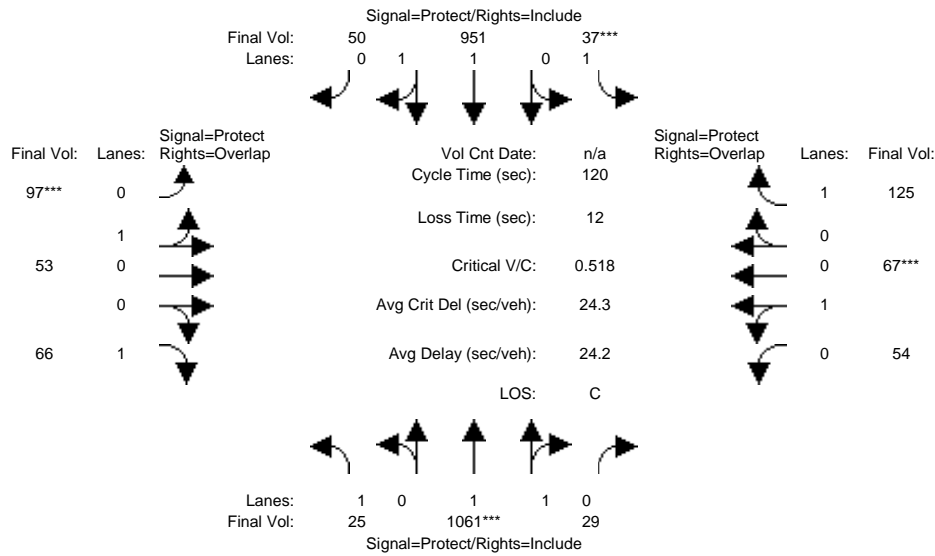 Signal=Protect/Rights=Include
Final Vol: 50 951 37***
Lanes: 0 1 1 0 1
Signal=Protect Signal=Protect
Final Vol: Lanes: Rights=Overlap Vol Cnt Date: n/a Rights=Overlap Lanes: Final Vol:
Cycle Time (sec): 120
97*** 0 1 125
Loss Time (sec): 12
1 0
53 0 Critical V/C: 0.518 0 67***
0 Avg Crit Del (sec/veh): 24.3 1
66 1 Avg Delay (sec/veh): 24.2 0 54
LOS: C
Lanes: 1 0 1 1 0
Final Vol: 25 1061*** 29
Signal=Protect/Rights=Include